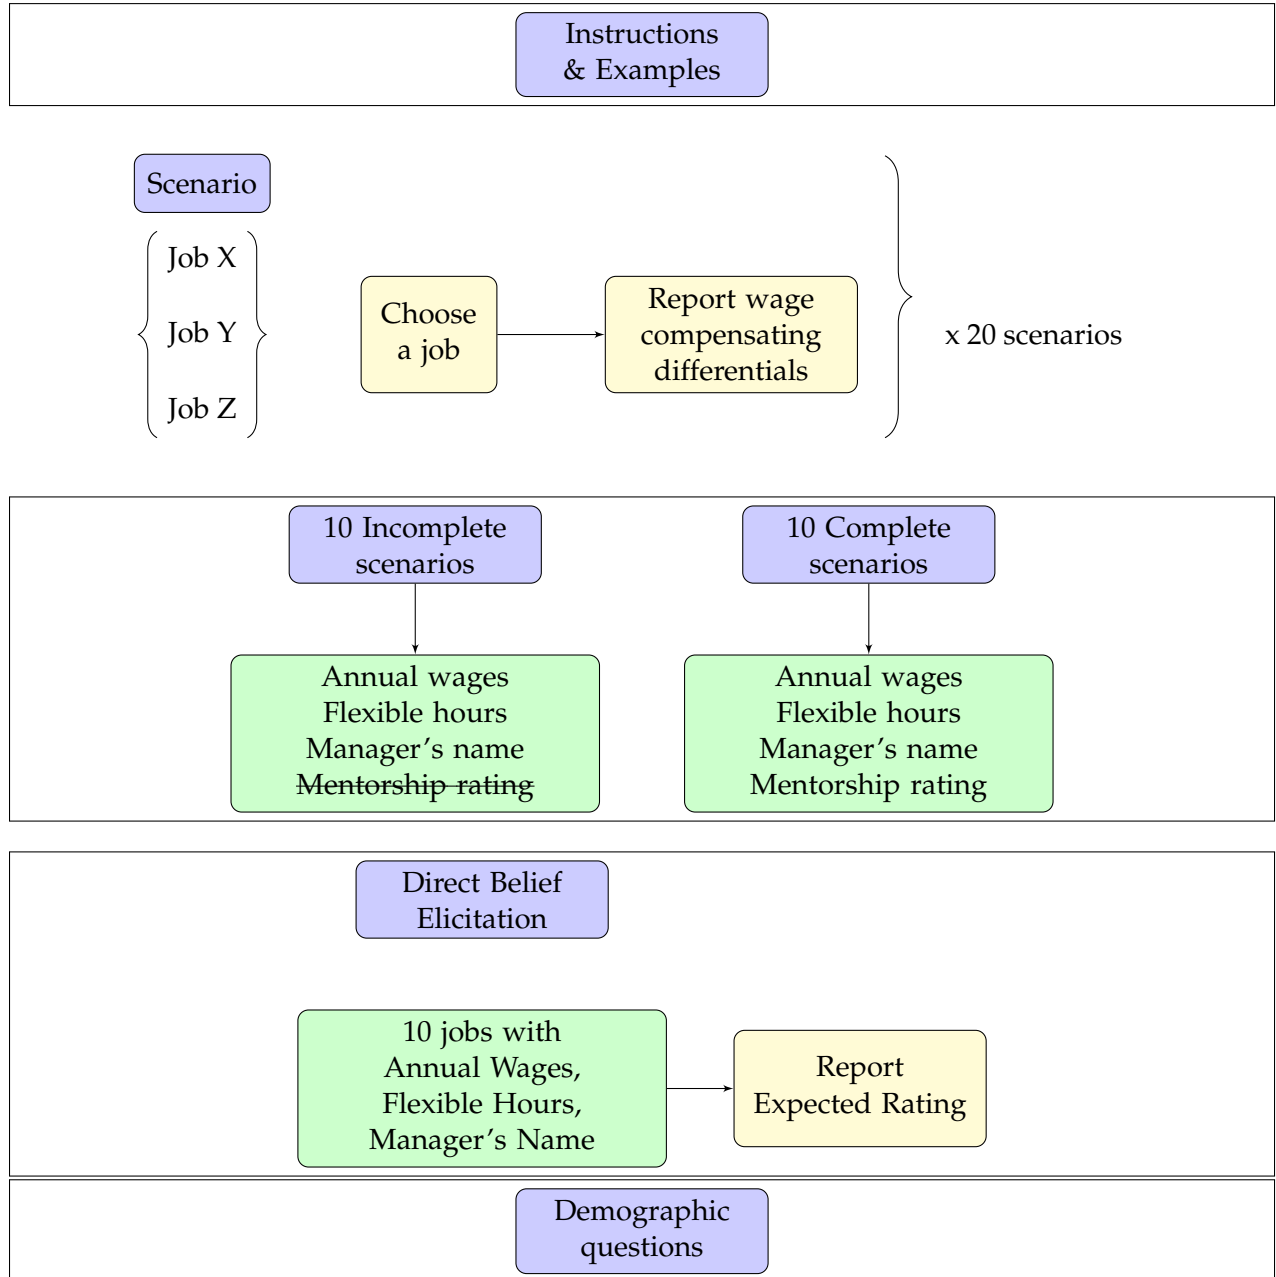 Instructions
& Examples
Scenario
Job X
Job Y
Job Z
Choose
a job
Report wage
compensating
differentials
x 20 scenarios
10 Incomplete
scenarios
10 Complete
scenarios
Annual wages
Flexible hours
Manager's name
Mentorship rating
Annual wages
Flexible hours
Manager's name
Mentorship rating
Direct Belief
Elicitation
10 jobs with
Annual Wages,
Flexible Hours,
Manager's Name
Report
Expected Rating
Demographic
questions